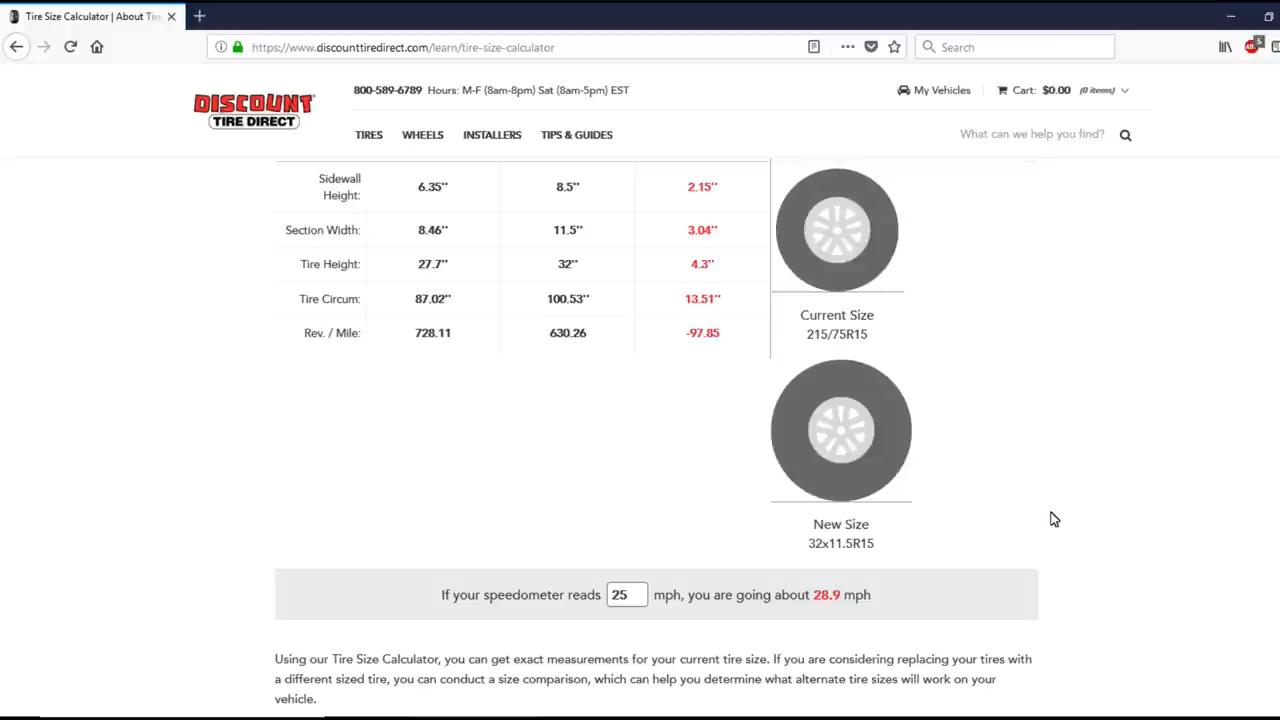 Tire Size Calculator | About Tire
https://www.discounttiredirect.com/learn/tire-size-calculator
Search
5
DISCOUNT
TIRE DIRECT
800-589-6789 Hours: M-F (8am-8pm) Sat (8am-5pm) EST
My Vehicles
Cart: $0.00 (0 items)
TIRES WHEELS INSTALLERS TIPS & GUIDES
What can we help you find?
Sidewall
Height: 6.35'' 8.5'' 2.15''
Section Width: 8.46'' 11.5'' 3.04''
Tire Height: 27.7'' 32'' 4.3''
Tire Circum: 87.02'' 100.53'' 13.51''
Rev. / Mile: 728.11 630.26 -97.85
Current Size
215/75R15
New Size
32x11.5R15
If your speedometer reads 25 mph, you are going about 28.9 mph
Using our Tire Size Calculator, you can get exact measurements for your current tire size. If you are considering replacing your tires with
a different sized tire, you can conduct a size comparison, which can help you determine what alternate tire sizes will work on your
vehicle.